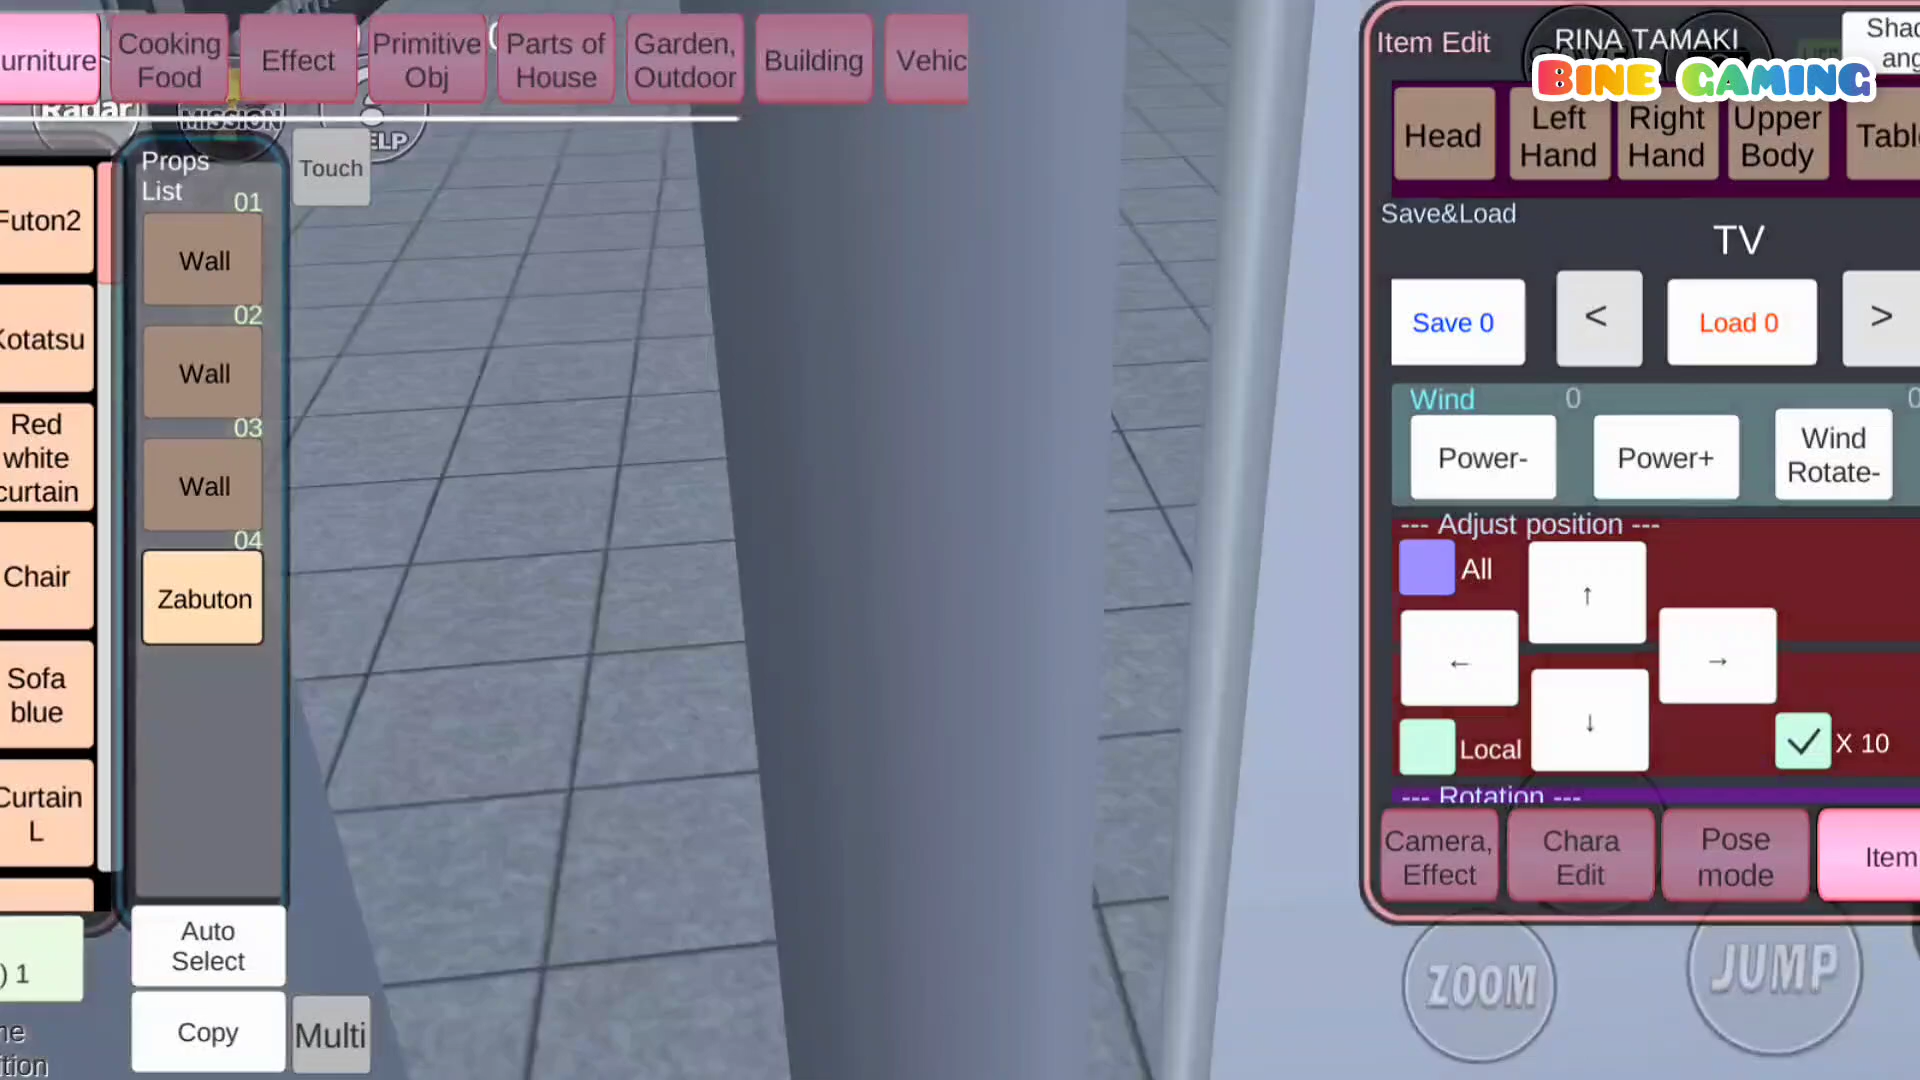 urniture
Cooking
Food
Effect
Primitive
Obj
Parts of
House
Garden,
Outdoor
Building
Vehic
Radar
MISSION
ELP
Touch
Props
List
01
Wall
02
Wall
03
Wall
04
Zabuton
Futon2
Kotatsu
Red
white
curtain
Chair
Sofa
blue
Curtain
L
) 1
Auto
Select
Copy
Multi
Item Edit
RINA TAMAKI
BINE GAMING
Head
Left
Hand
Right
Hand
Upper
Body
Table
Save&Load
TV
Save 0
<
Load 0
>
Wind
0
0
Power-
Power+
Wind
Rotate-
--- Adjust position ---
All
↑
←
→
↓
Local
X 10
--- Rotation ---
Camera,
Effect
Chara
Edit
Pose
mode
Item
ZOOM
JUMP